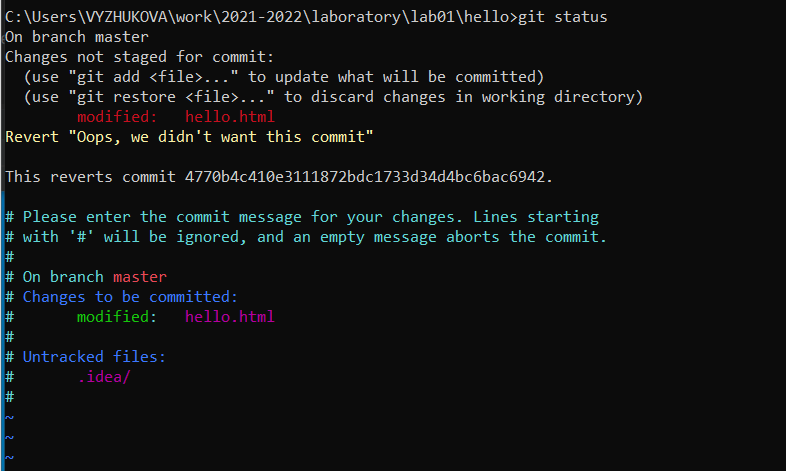 C:\Users\VYZHUKOVA\work\2021-2022\laboratory\lab01\hello>git status
On branch master
Changes not staged for commit:
  (use "git add <file>..." to update what will be committed)
  (use "git restore <file>..." to discard changes in working directory)
        modified:   hello.html
Revert "Oops, we didn't want this commit"

This reverts commit 4770b4c410e3111872bdc1733d34d4bc6bac6942.

# Please enter the commit message for your changes. Lines starting
# with '#' will be ignored, and an empty message aborts the commit.
#
# On branch master
# Changes to be committed:
#       modified:   hello.html
#
# Untracked files:
#       .idea/
#
~
~
~